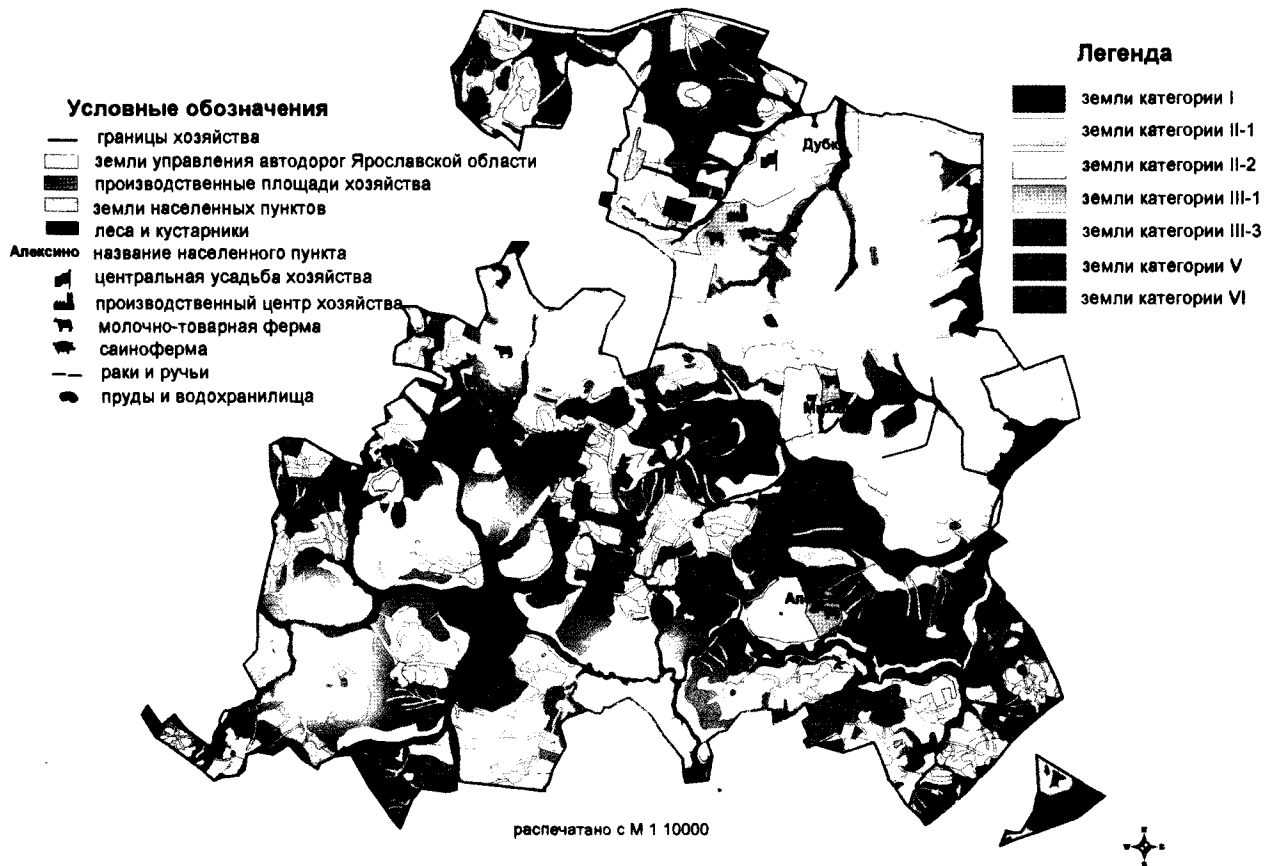 Условные обозначения
границы хозяйства
земли управления автодорог Ярославской области
производственные площади хозяйства
земли населенных пунктов
леса и кустарники
Алексино название населенного пункта
центральная усадьба хозяйства
производственный центр хозяйства
молочно-товарная ферма
саиноферма
раки и ручьи
пруды и водохранилища
Легенда
земли категории I
земли категории II-1
земли категории II-2
земли категории III-1
земли категории III-3
земли категории V
земли категории VI
Дубк
распечатано с М 1 10000